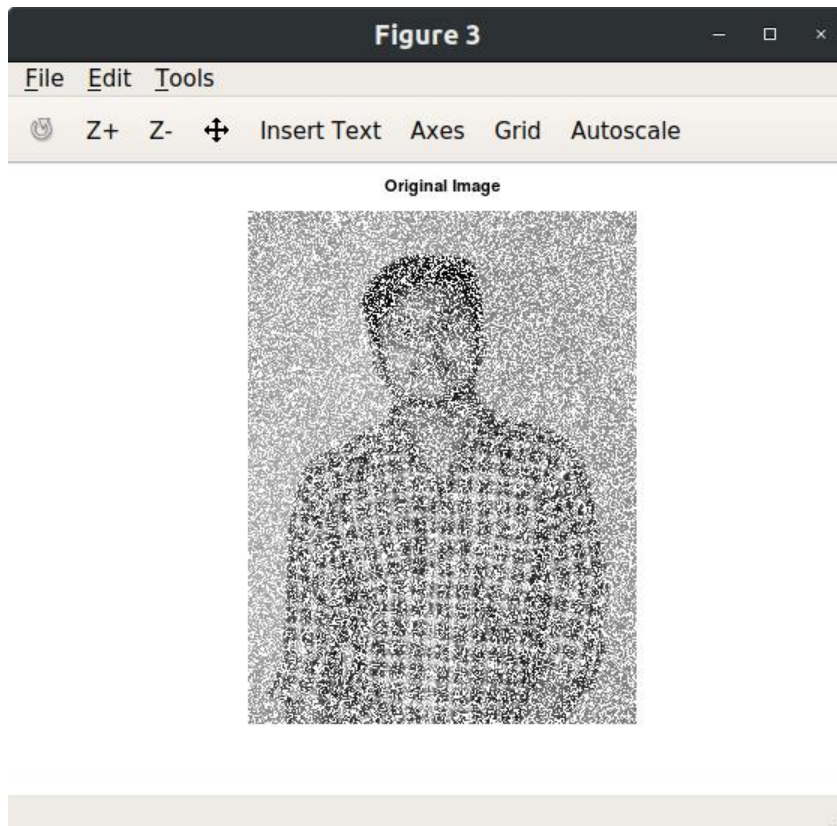 Figure 3
File Edit Tools
Z+ Z- Insert Text Axes Grid Autoscale
Original Image